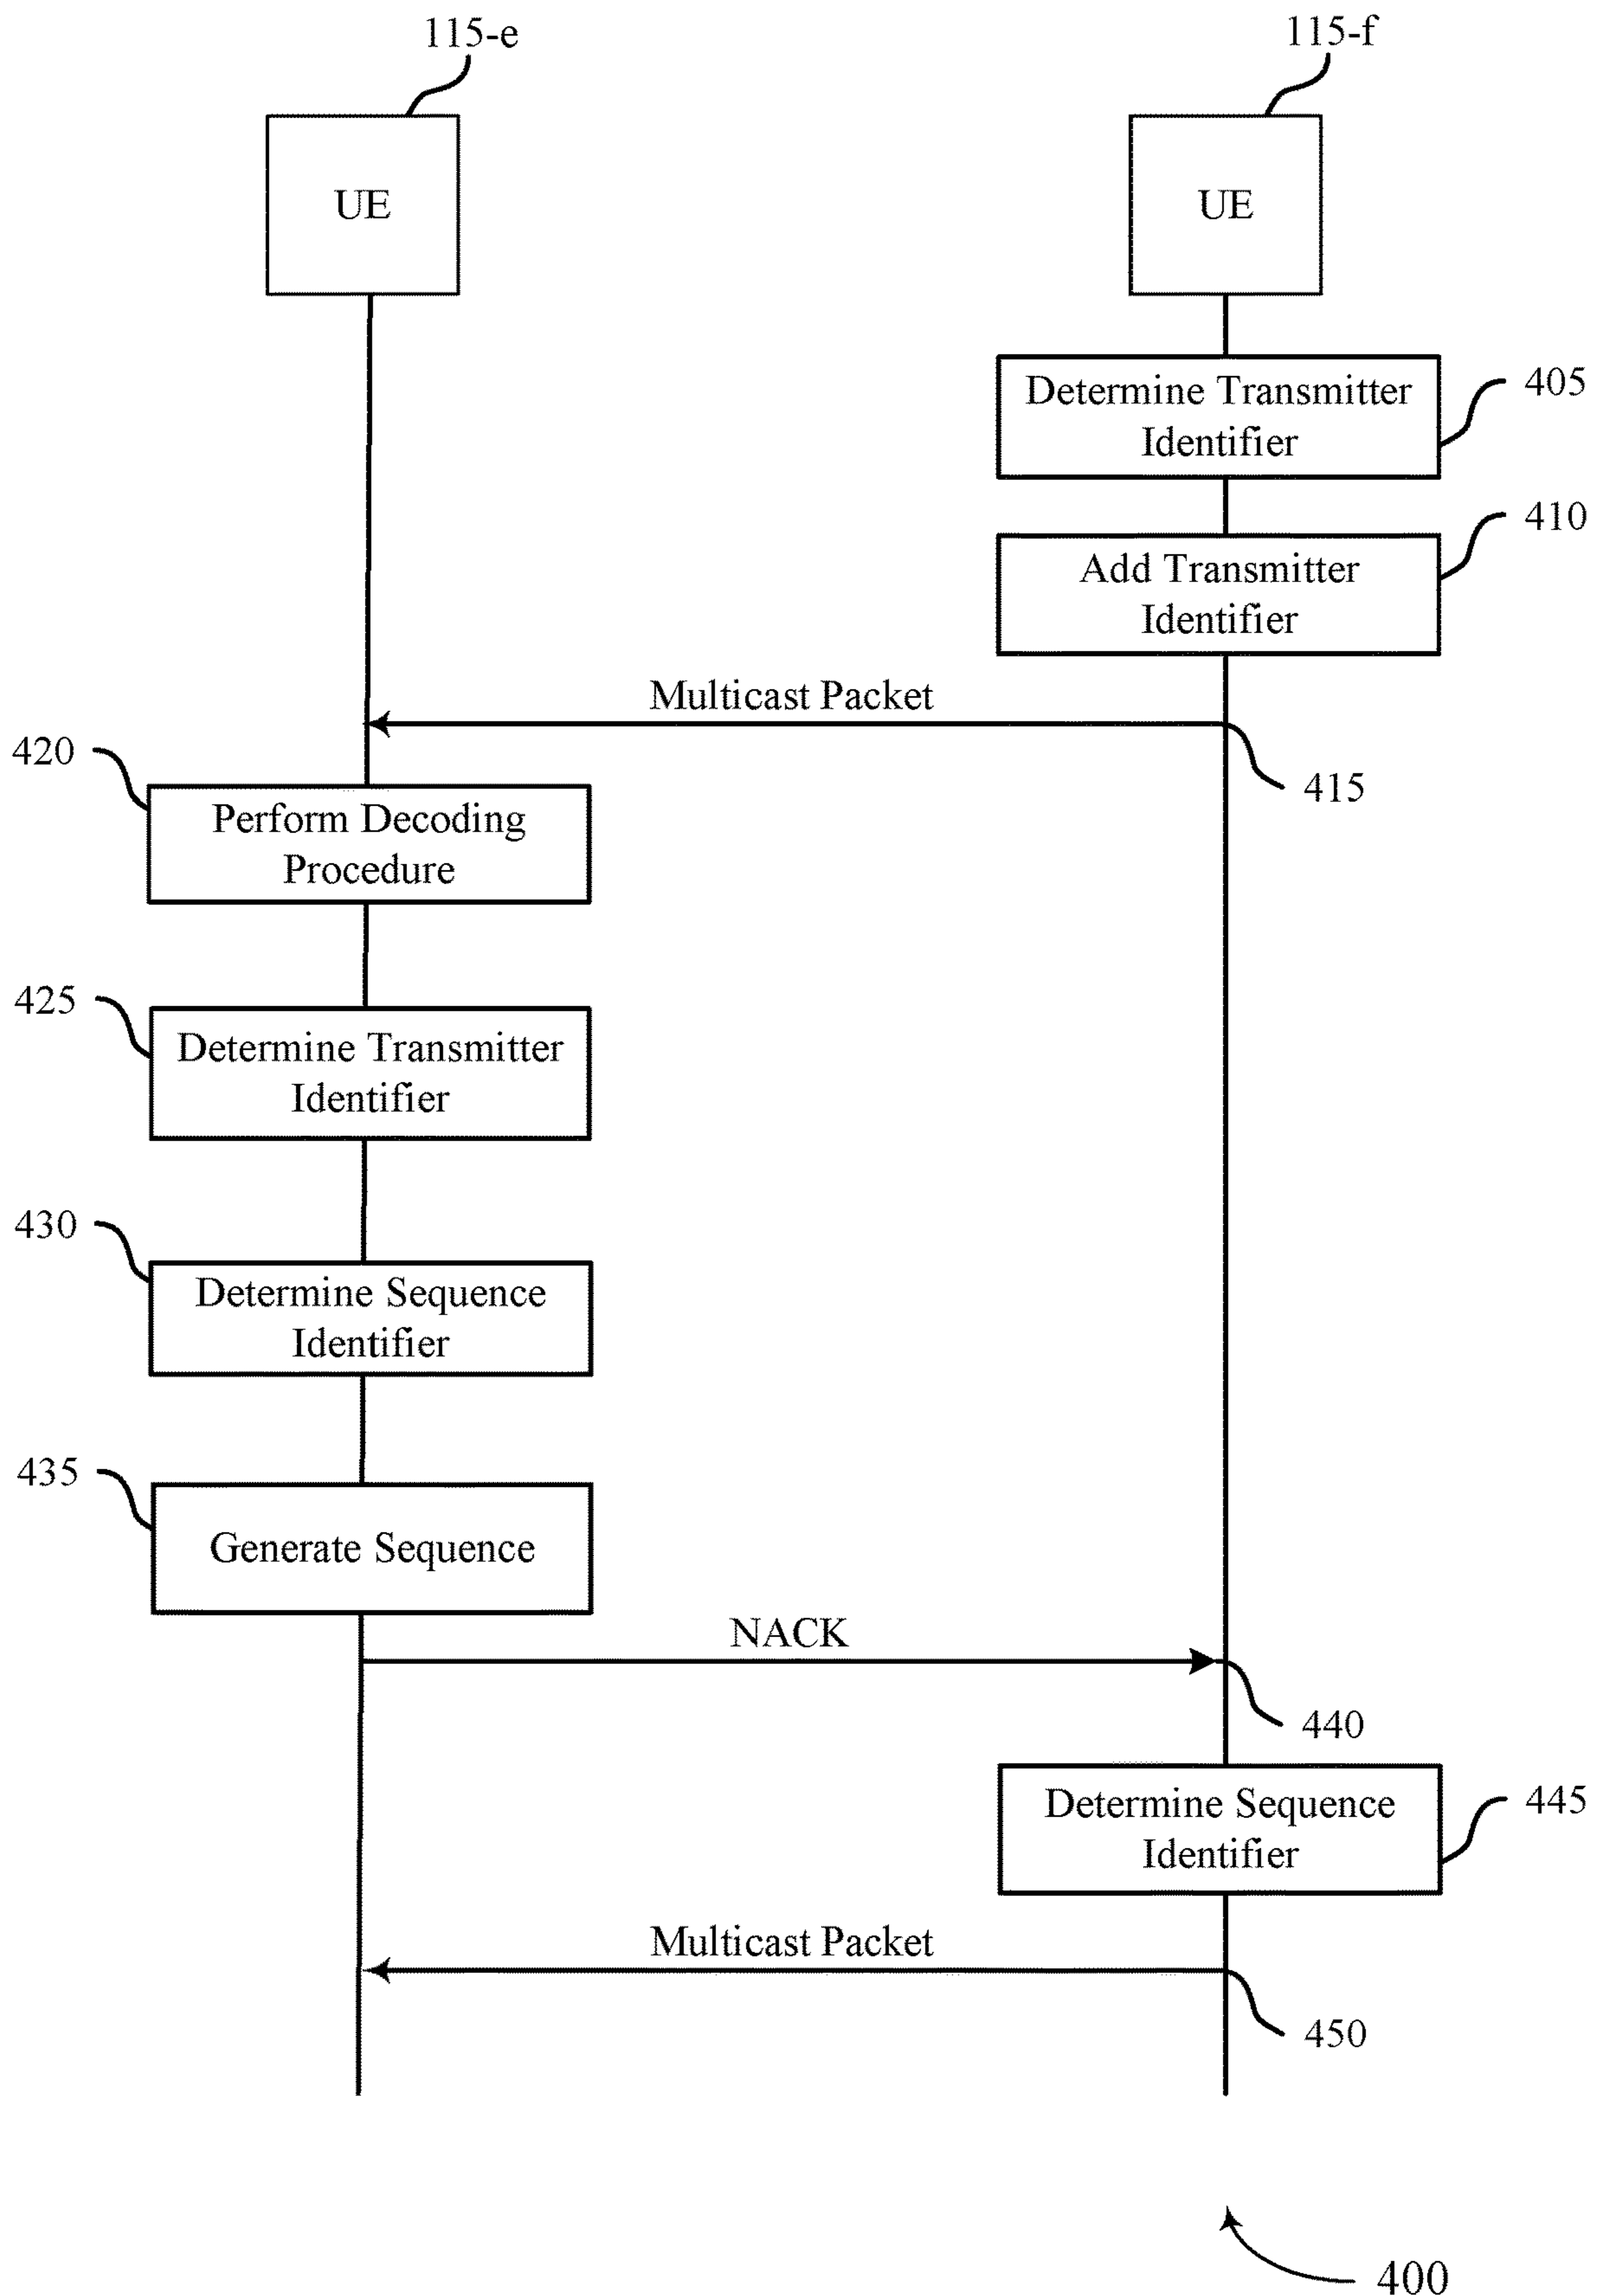 115-e
115-f
UE
UE
Determine Transmitter
Identifier
405
Add Transmitter
Identifier
410
Multicast Packet
415
420
Perform Decoding
Procedure
425
Determine Transmitter
Identifier
430
Determine Sequence
Identifier
435
Generate Sequence
NACK
440
Determine Sequence
Identifier
445
Multicast Packet
450
400